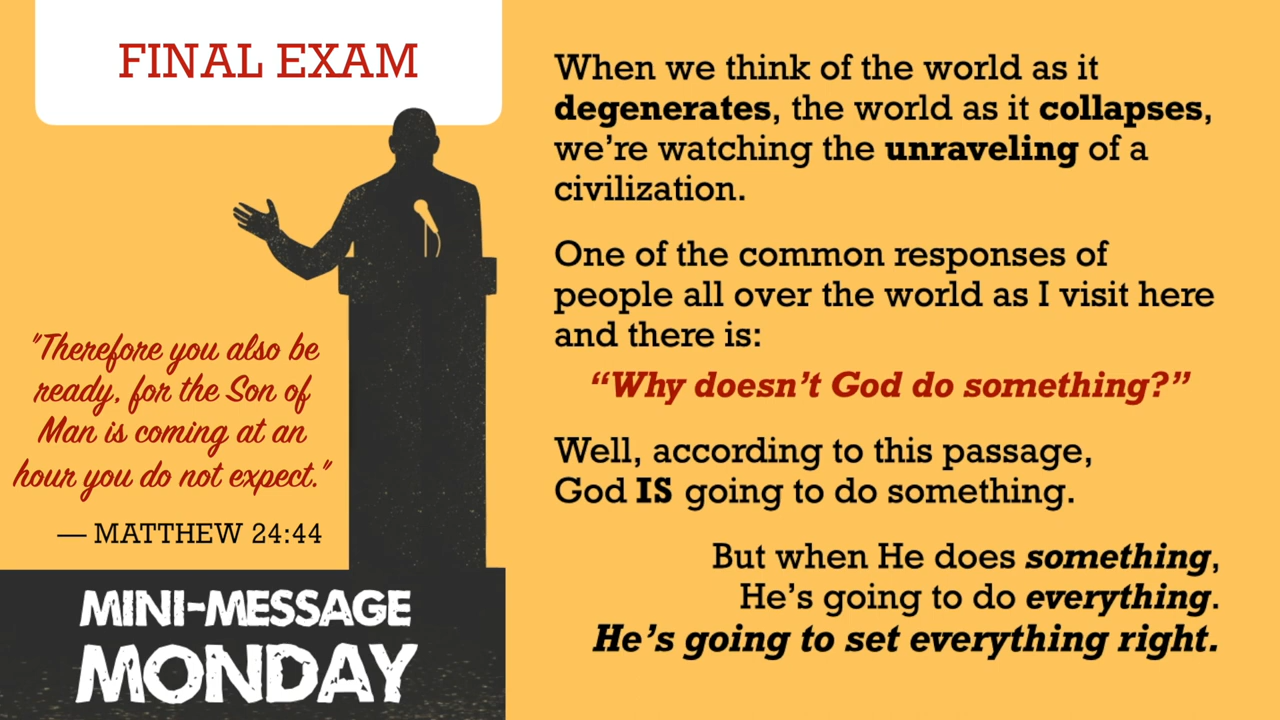 FINAL EXAM
"Therefore you also be
ready, for the Son of
Man is coming at an
hour you do not expect."
— MATTHEW 24:44
MINI-MESSAGE
MONDAY
When we think of the world as it
degenerates, the world as it collapses,
we’re watching the unraveling of a
civilization.
One of the common responses of
people all over the world as I visit here
and there is:
“Why doesn’t God do something?”
Well, according to this passage,
God IS going to do something.
But when He does something,
He’s going to do everything.
He’s going to set everything right.